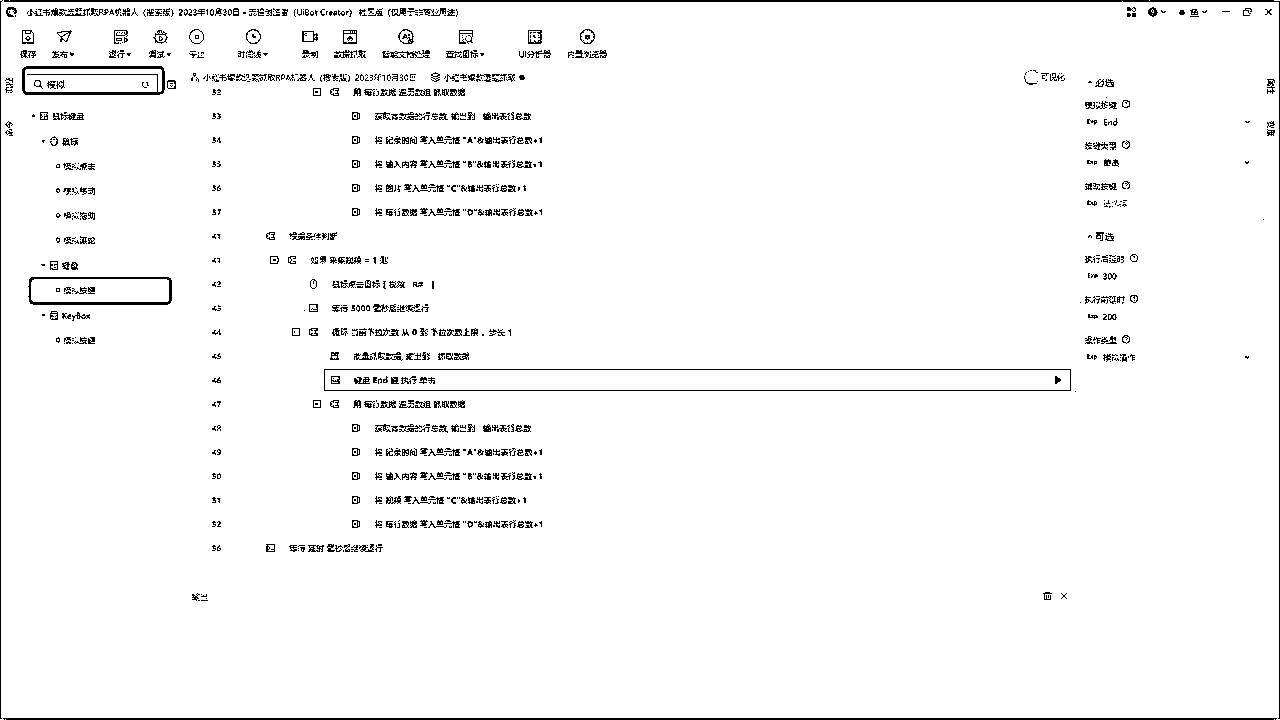 小红书爆款选题抓取RPA机器人（搜索版）2023年10月30日 - 流程创造者（UiBot Creator） 社区版（仅用于非商业用途）
保存 发布 运行 调试 停止 时间线 录制 数据抓取 智能文档处理 查找图标 UI分析器 内置浏览器
模拟
小红书爆款选题抓取RPA机器人（搜索版）2023年10月30日 小红书爆款选题抓取
可视化
鼠标键盘
鼠标
模拟点击
模拟移动
模拟拖动
模拟滚轮
键盘
模拟按键
KeyBox
模拟按键
32 用 每行数据 遍历数组 抓取数据
33 获取表数据的行总数, 输出到 输出表行总数
34 将 记录时间 写入单元格 "A"&输出表行总数+1
35 将 输入内容 写入单元格 "B"&输出表行总数+1
36 将 图片 写入单元格 "C"&输出表行总数+1
37 将 每行数据 写入单元格 "D"&输出表行总数+1
41 根据条件判断
41 如果 采集视频 = 1 则
42 鼠标点击目标
43 等待 5000 毫秒后继续运行
44 循环 当前下拉次数 从 0 到 下拉次数上限 ，步长 1
45 批量抓取数据, 输出到 抓取数据
46 键盘 End 键 执行 单击
47 用 每行数据 遍历数组 抓取数据
48 获取表数据的行总数, 输出到 输出表行总数
49 将 记录时间 写入单元格 "A"&输出表行总数+1
50 将 输入内容 写入单元格 "B"&输出表行总数+1
51 将 视频 写入单元格 "C"&输出表行总数+1
52 将 每行数据 写入单元格 "D"&输出表行总数+1
56 等待 延时 毫秒后继续运行
输出
必选
模拟按键
Exp End
按键类型
Exp 单击
辅助按键
Exp
可选
执行后延时
Exp 300
执行前延时
Exp 200
操作类型
Exp 模拟操作